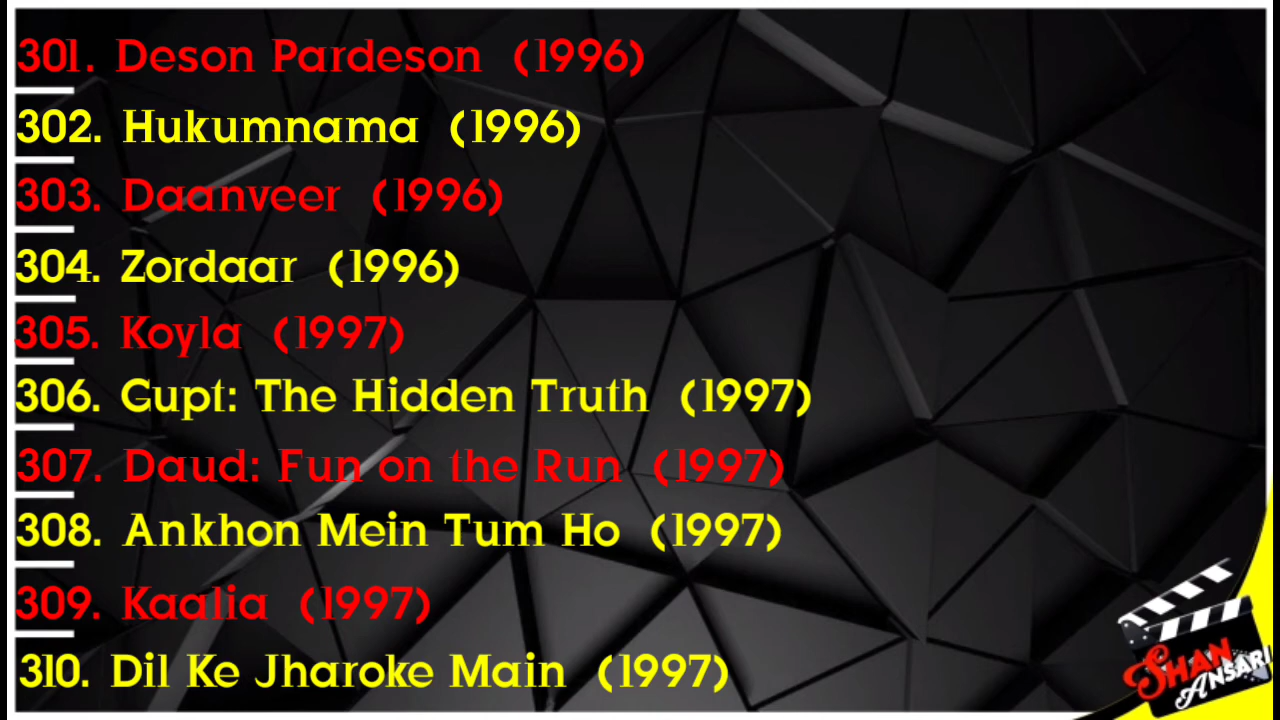 301. Deson Pardeson (1996)
302. Hukumnama (1996)
303. Daanveer (1996)
304. Zordaar (1996)
305. Koyla (1997)
306. Gupt: The Hidden Truth (1997)
307. Daud: Fun on the Run (1997)
308. Ankhon Mein Tum Ho (1997)
309. Kaalia (1997)
310. Dil Ke Jharoke Main (1997)
SHAN
ANSARI